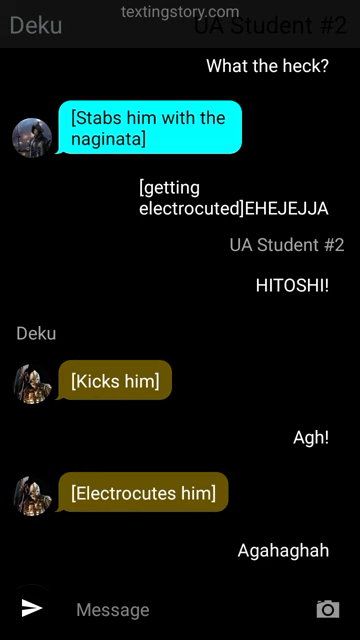 textingstory.com
Deku
UA Student #2
What the heck?
[Stabs him with the
naginata]
[getting
electrocuted]EHEJEJJA
UA Student #2
HITOSHI!
Deku
[Kicks him]
Agh!
[Electrocutes him]
Agahaghah
Message